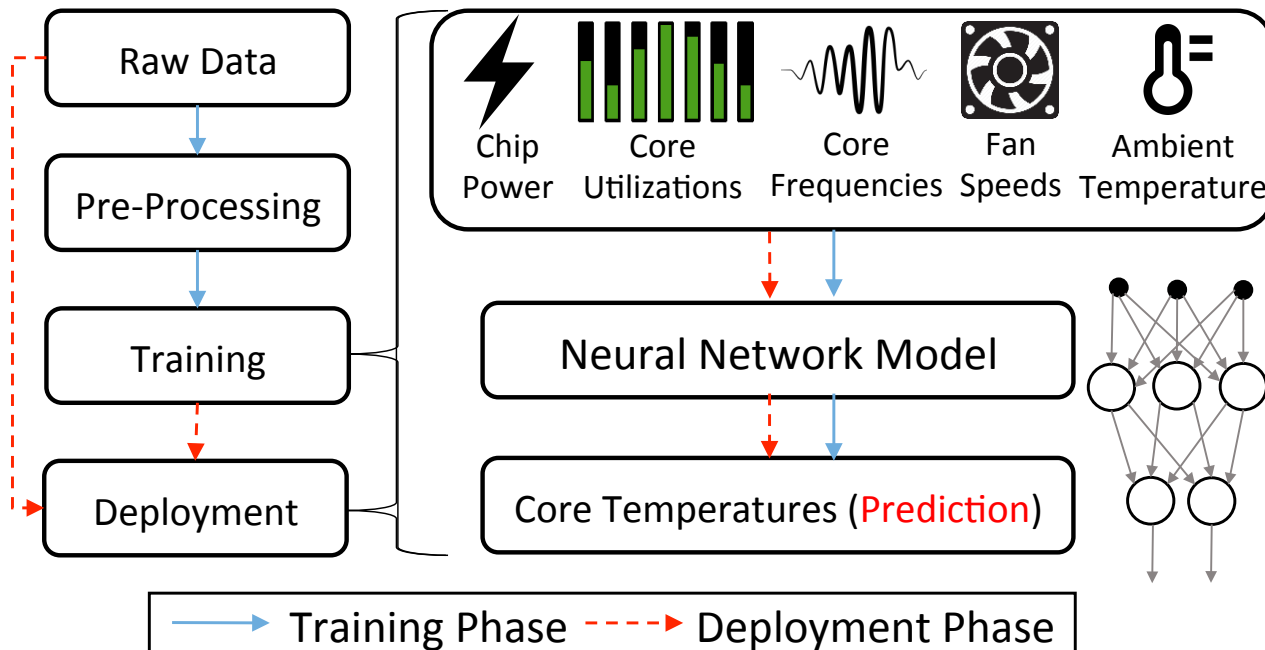 Raw Data
Pre-Processing
Training
Deployment
Chip
Power
Core
Utilizations
Core
Frequencies
Fan
Speeds
Ambient
Temperature
Neural Network Model
Core Temperatures (Prediction)
Training Phase
Deployment Phase